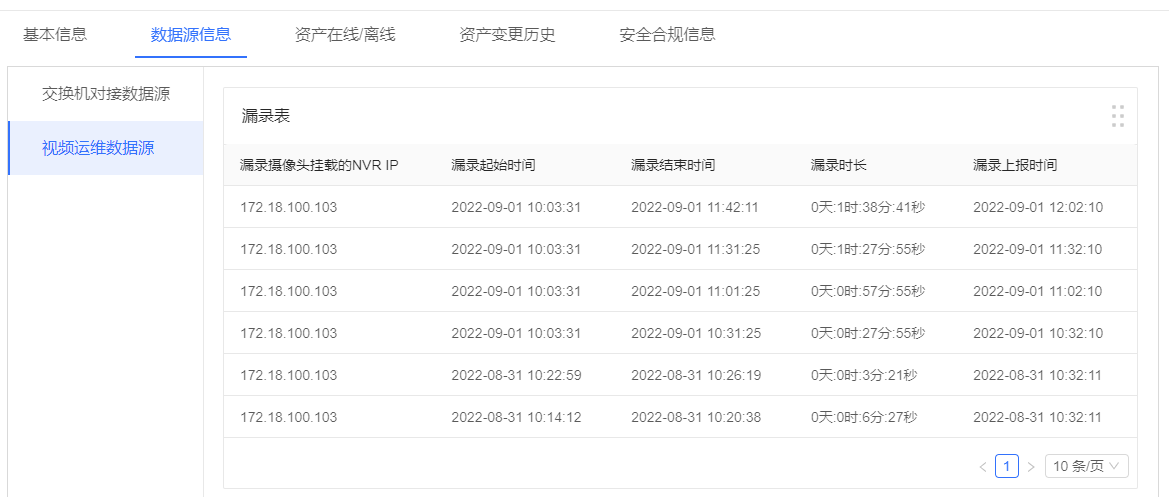 基本信息 数据源信息 资产在线/离线 资产变更历史 安全合规信息
交换机对接数据源
视频运维数据源
漏录表
漏录摄像头挂载的NVR IP 漏录起始时间 漏录结束时间 漏录时长 漏录上报时间
172.18.100.103 2022-09-01 10:03:31 2022-09-01 11:42:11 0天:1时:38分:41秒 2022-09-01 12:02:10
172.18.100.103 2022-09-01 10:03:31 2022-09-01 11:31:25 0天:1时:27分:55秒 2022-09-01 11:32:10
172.18.100.103 2022-09-01 10:03:31 2022-09-01 11:01:25 0天:0时:57分:55秒 2022-09-01 11:02:10
172.18.100.103 2022-09-01 10:03:31 2022-09-01 10:31:25 0天:0时:27分:55秒 2022-09-01 10:32:10
172.18.100.103 2022-08-31 10:22:59 2022-08-31 10:26:19 0天:0时:3分:21秒 2022-08-31 10:32:11
172.18.100.103 2022-08-31 10:14:12 2022-08-31 10:20:38 0天:0时:6分:27秒 2022-08-31 10:32:11
< 1 > 10 条/页